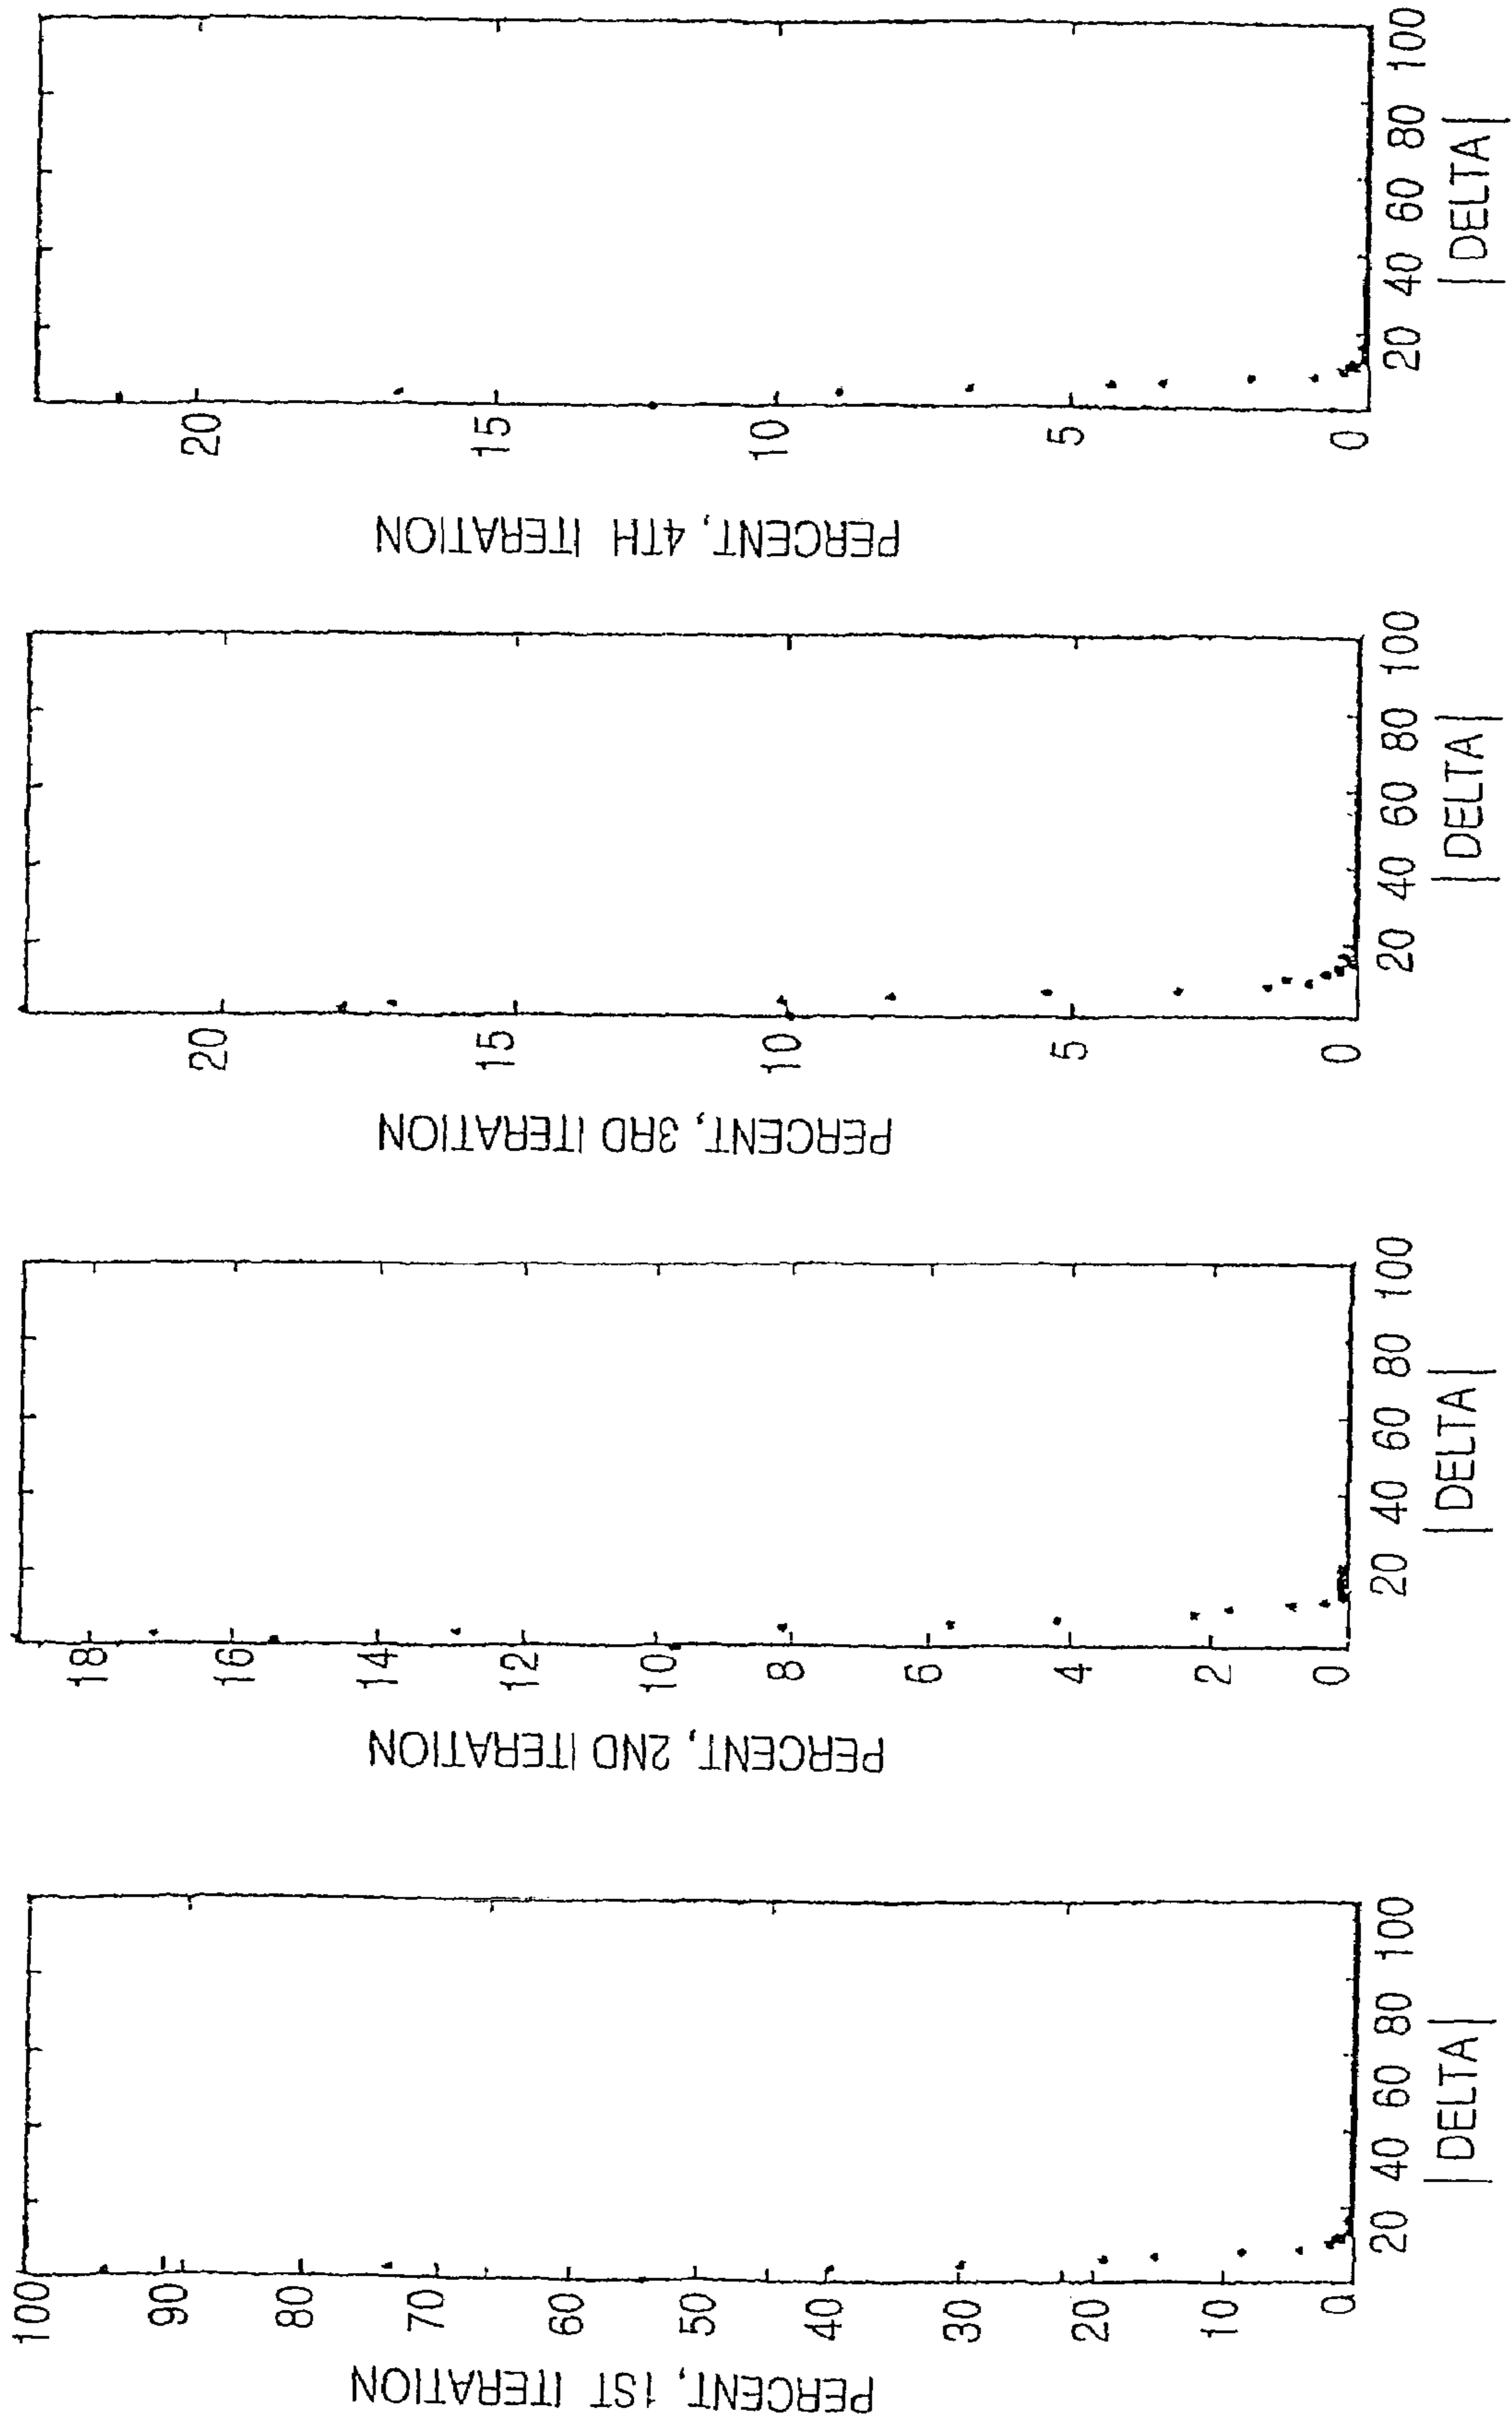 PERCENT, 1ST ITERATION
100
90
80
70
60
50
40
30
20
10
0
20 40 60 80 100
|DELTA|
PERCENT, 2ND ITERATION
18
16
14
12
10
8
6
4
2
0
20 40 60 80 100
|DELTA|
PERCENT, 3RD ITERATION
20
15
10
5
0
20 40 60 80 100
|DELTA|
PERCENT, 4TH ITERATION
20
15
10
5
0
20 40 60 80 100
|DELTA|